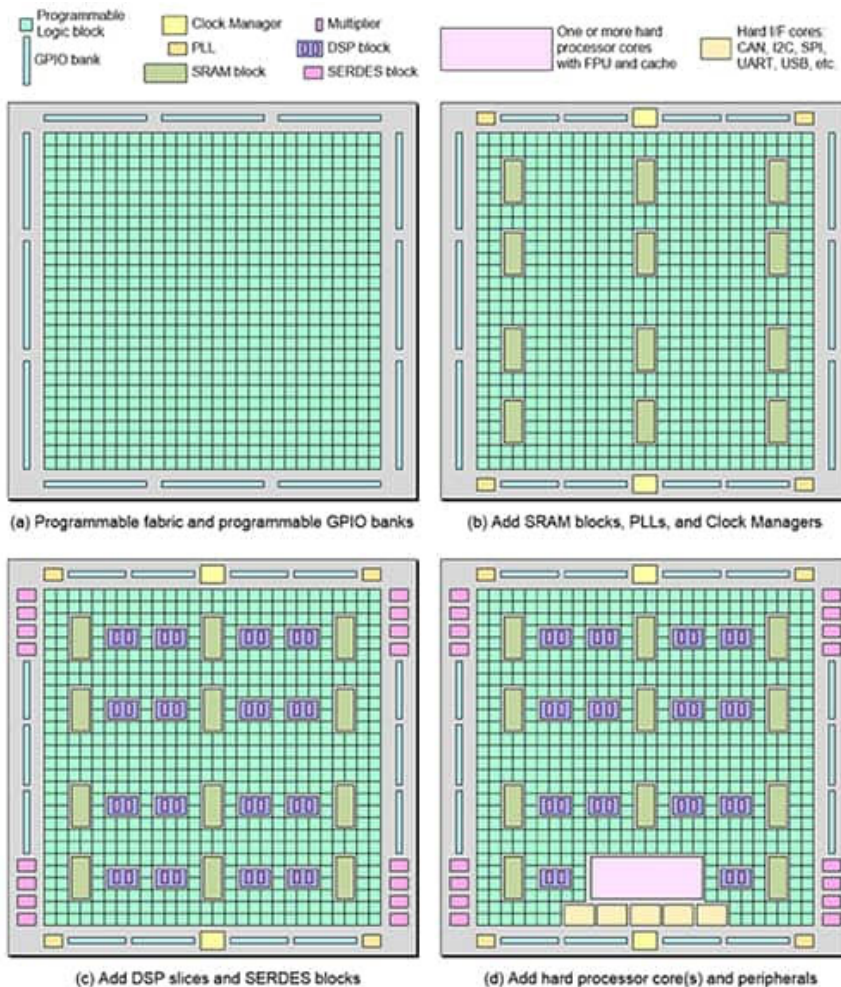 Programmable
Logic block
GPIO bank
Clock Manager
PLL
SRAM block
Multiplier
DSP block
SERDES block
One or more hard
processor cores
with FPU and cache
Hard I/F cores:
CAN, I2C, SPI,
UART, USB, etc.
(a) Programmable fabric and programmable GPIO banks
(b) Add SRAM blocks, PLLs, and Clock Managers
(c) Add DSP slices and SERDES blocks
(d) Add hard processor core(s) and peripherals